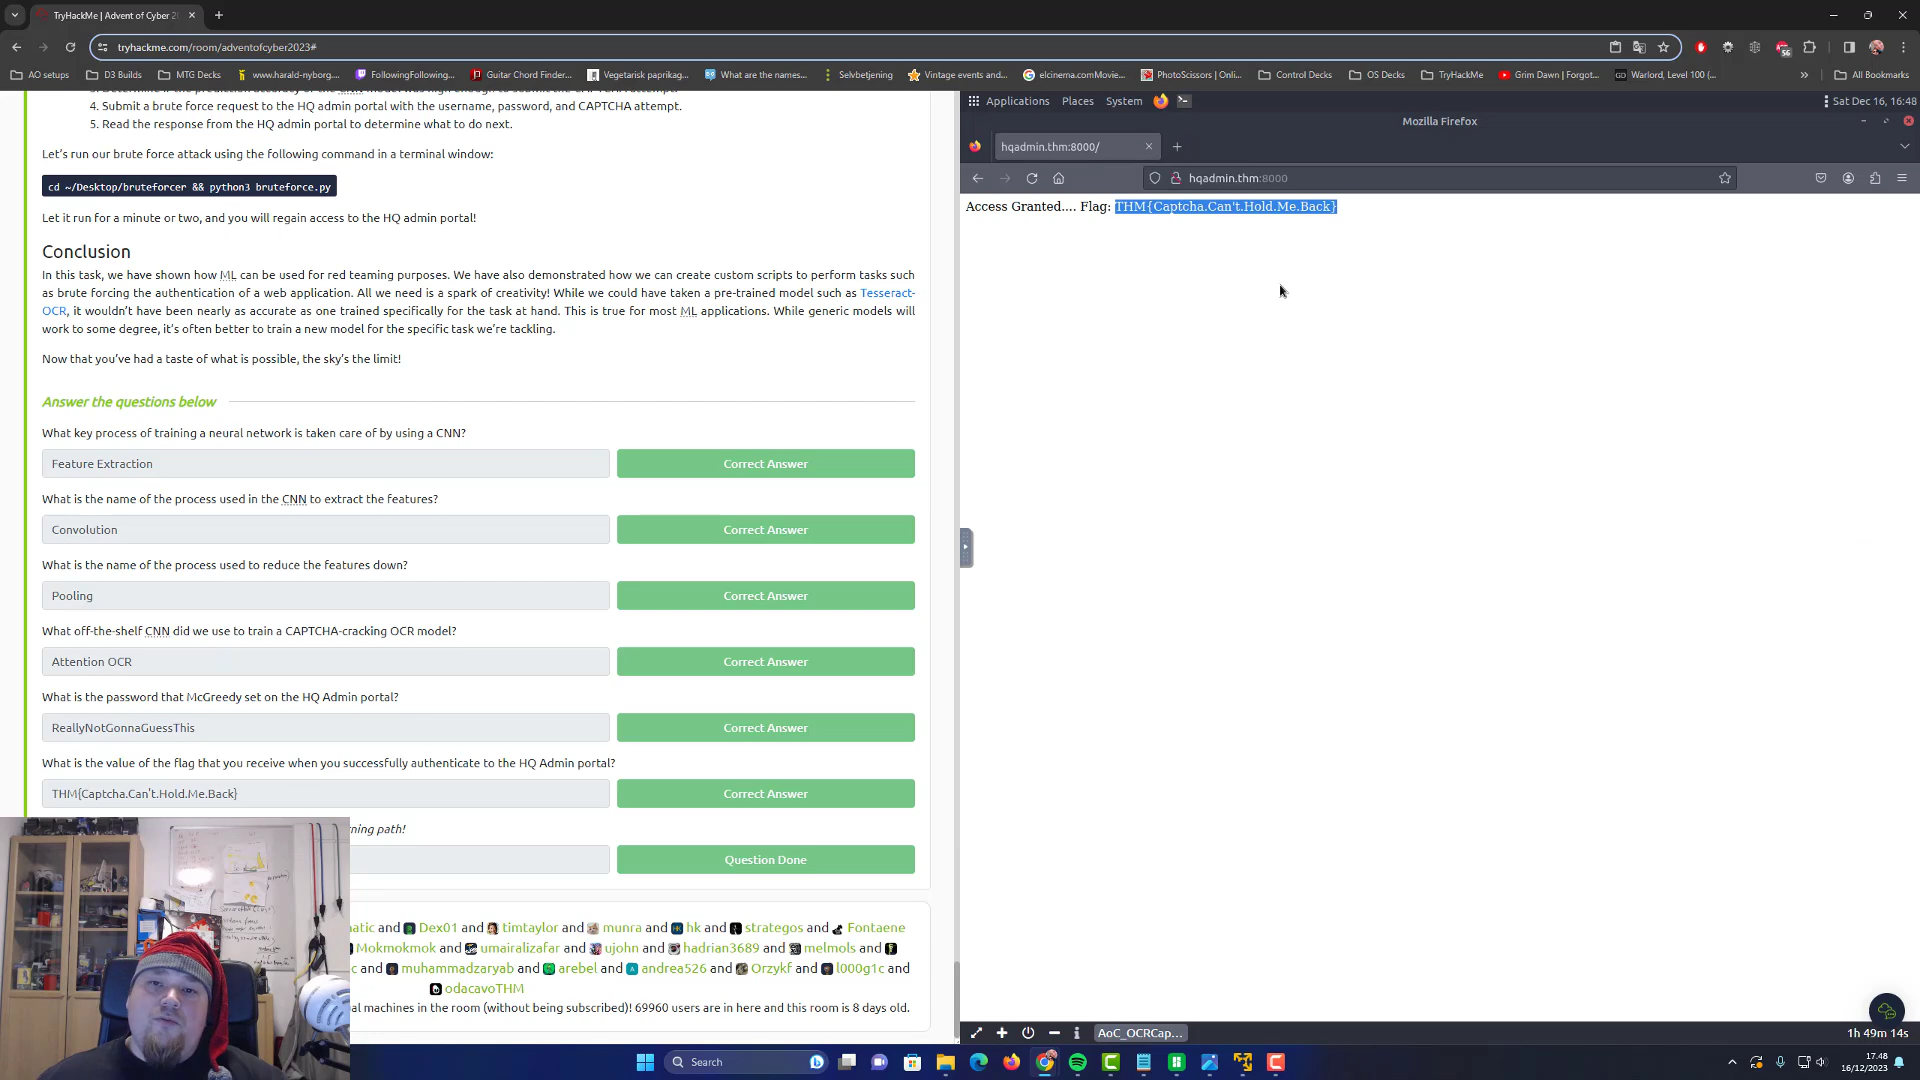 TryHackMe | Advent of Cyber 2
tryhackme.com/room/adventofcyber2023#
AO setups
D3 Builds
MTG Decks
www.harald-nyborg....
FollowingFollowing...
Guitar Chord Finder...
Vegetarisk paprikag...
What are the names...
Selvbetjening
Vintage events and...
elcinema.comMovie...
PhotoScissors | Onli...
Control Decks
OS Decks
TryHackMe
Grim Dawn | Forgot...
Warlord, Level 100 (...
All Bookmarks
4. Submit a brute force request to the HQ admin portal with the username, password, and CAPTCHA attempt.
5. Read the response from the HQ admin portal to determine what to do next.
Let's run our brute force attack using the following command in a terminal window:
cd ~/Desktop/bruteforcer && python3 bruteforce.py
Let it run for a minute or two, and you will regain access to the HQ admin portal!
Conclusion
In this task, we have shown how ML can be used for red teaming purposes. We have also demonstrated how we can create custom scripts to perform tasks such
as brute forcing the authentication of a web application. All we need is a spark of creativity! While we could have taken a pre-trained model such as Tesseract-
OCR, it wouldn't have been nearly as accurate as one trained specifically for the task at hand. This is true for most ML applications. While generic models will
work to some degree, it's often better to train a new model for the specific task we're tackling.
Now that you've had a taste of what is possible, the sky's the limit!
Answer the questions below
What key process of training a neural network is taken care of by using a CNN?
Feature Extraction
Correct Answer
What is the name of the process used in the CNN to extract the features?
Convolution
Correct Answer
What is the name of the process used to reduce the features down?
Pooling
Correct Answer
What off-the-shelf CNN did we use to train a CAPTCHA-cracking OCR model?
Attention OCR
Correct Answer
What is the password that McGreedy set on the HQ Admin portal?
ReallyNotGonnaGuessThis
Correct Answer
What is the value of the flag that you receive when you successfully authenticate to the HQ Admin portal?
THM{Captcha.Can't.Hold.Me.Back}
Correct Answer
ning path!
Question Done
atic and Dex01 and timtaylor and munra and hk and strategos and Fontaene
Mokmokmok and umairalizafar and ujohn and hadrian3689 and melmols and
c and muhammadzaryab and arebel and andrea526 and Orzykf and l000g1c and
odacavoTHM
al machines in the room (without being subscribed)! 69960 users are in here and this room is 8 days old.
Applications Places System
Sat Dec 16, 16:48
Mozilla Firefox
hqadmin.thm:8000/
hqadmin.thm:8000
Access Granted.... Flag: THM{Captcha.Can't.Hold.Me.Back}
AoC_OCRCap...
1h 49m 14s
Search
17.48
16/12/2023